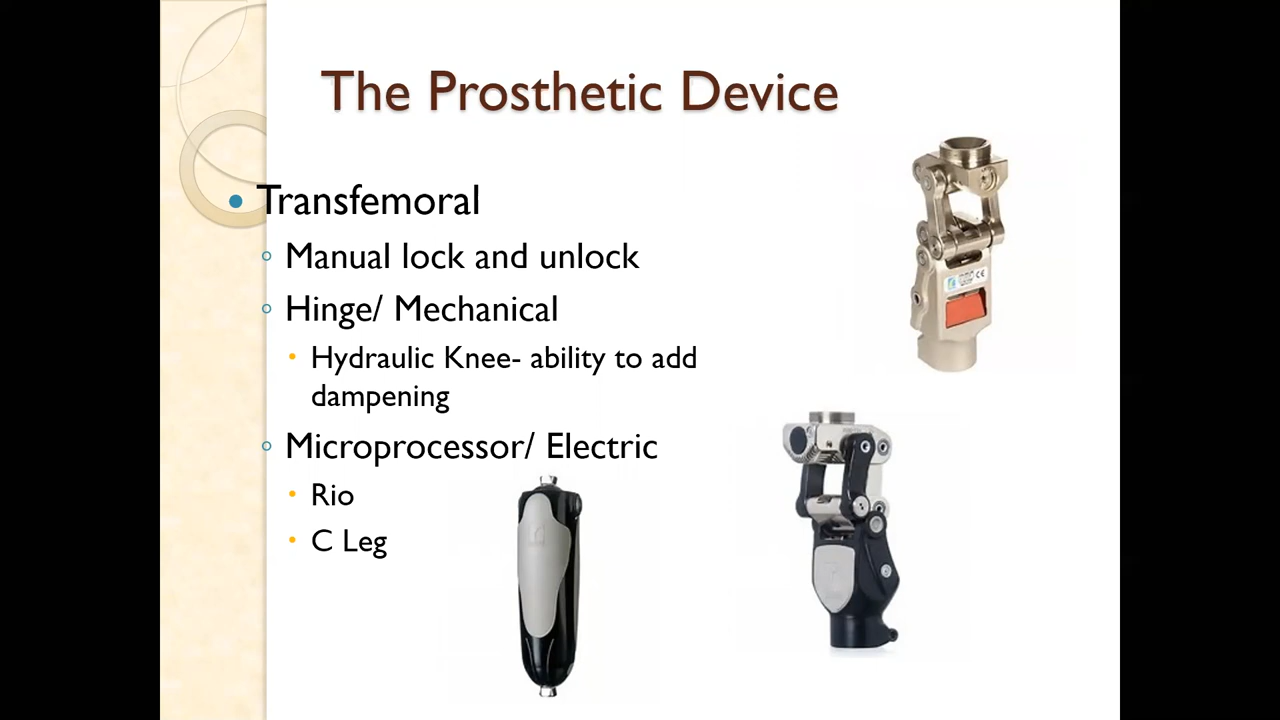 The Prosthetic Device
Transfemoral
Manual lock and unlock
Hinge/ Mechanical
Hydraulic Knee- ability to add
dampening
Microprocessor/ Electric
Rio
C Leg
CE